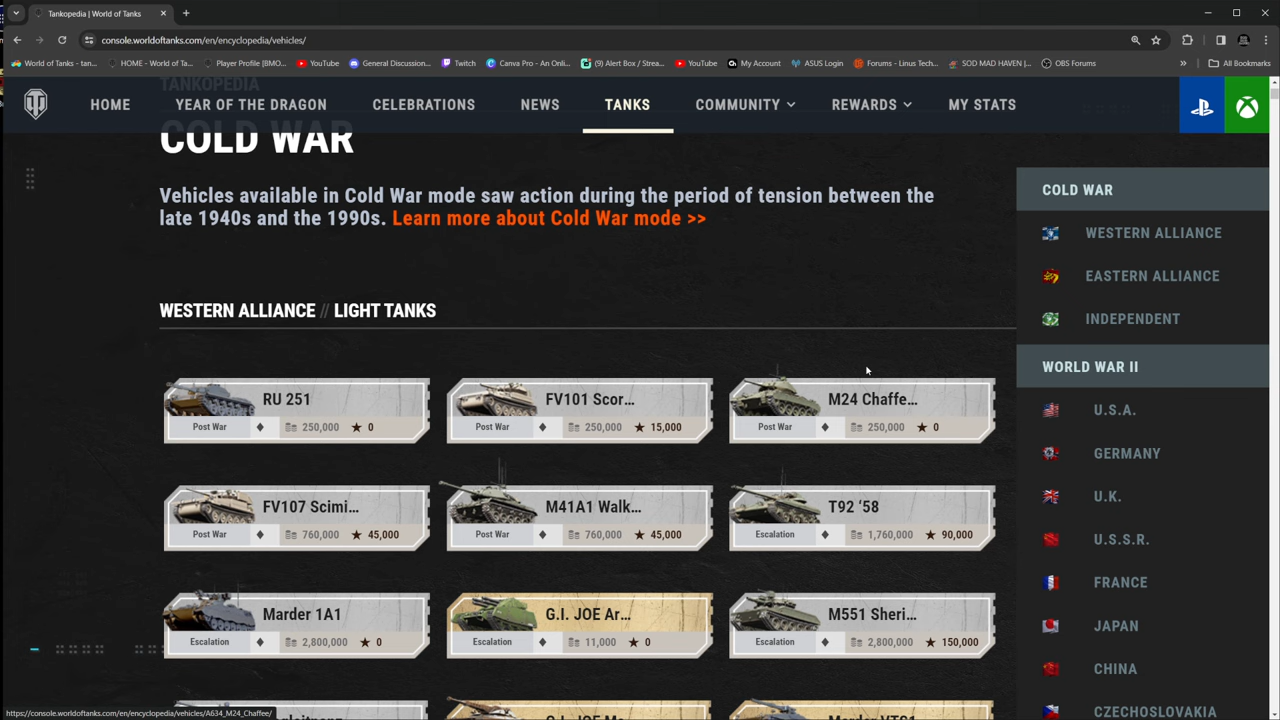 Tankopedia | World of Tanks
console.worldoftanks.com/en/encyclopedia/vehicles/
World of Tanks - tan...
HOME - World of Ta...
Player Profile [BMO...
YouTube
General Discussion...
Twitch
Canva Pro - An Onli...
(9) Alert Box / Strea...
YouTube
My Account
ASUS Login
Forums - Linus Tech...
SOD MAD HAVEN |...
OBS Forums
»
All Bookmarks
TANKOPEDIA
HOME
YEAR OF THE DRAGON
CELEBRATIONS
NEWS
TANKS
COMMUNITY
REWARDS
MY STATS
COLD WAR
Vehicles available in Cold War mode saw action during the period of tension between the
late 1940s and the 1990s. Learn more about Cold War mode >>
WESTERN ALLIANCE // LIGHT TANKS
RU 251
Post War 250,000 0
FV101 Scor...
Post War 250,000 15,000
M24 Chaffe...
Post War 250,000 0
FV107 Scimi...
Post War 760,000 45,000
M41A1 Walk...
Post War 760,000 45,000
T92 ‘58
Escalation 1,760,000 90,000
Marder 1A1
Escalation 2,800,000 0
G.I. JOE Ar...
Escalation 11,000 0
M551 Sheri...
Escalation 2,800,000 150,000
COLD WAR
WESTERN ALLIANCE
EASTERN ALLIANCE
INDEPENDENT
WORLD WAR II
U.S.A.
GERMANY
U.K.
U.S.S.R.
FRANCE
JAPAN
CHINA
CZECHOSLOVAKIA
https://console.worldoftanks.com/en/encyclopedia/vehicles/A634_M24_Chaffee/